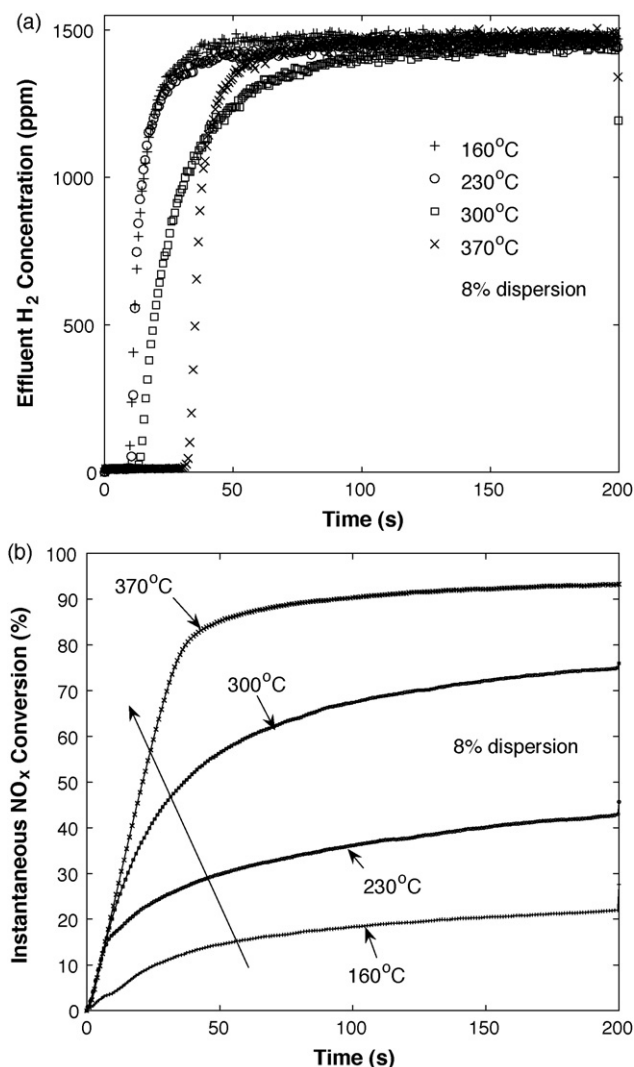 (a)
1500
1000
500
0
Effluent H₂ Concentration (ppm)
+ 160°C
○ 230°C
□ 300°C
× 370°C
8% dispersion
0 50 100 150 200
Time (s)
(b)
100
90
80
70
60
50
40
30
20
10
0
Instantaneous NOₓ Conversion (%)
370°C
300°C
8% dispersion
230°C
160°C
0 50 100 150 200
Time (s)